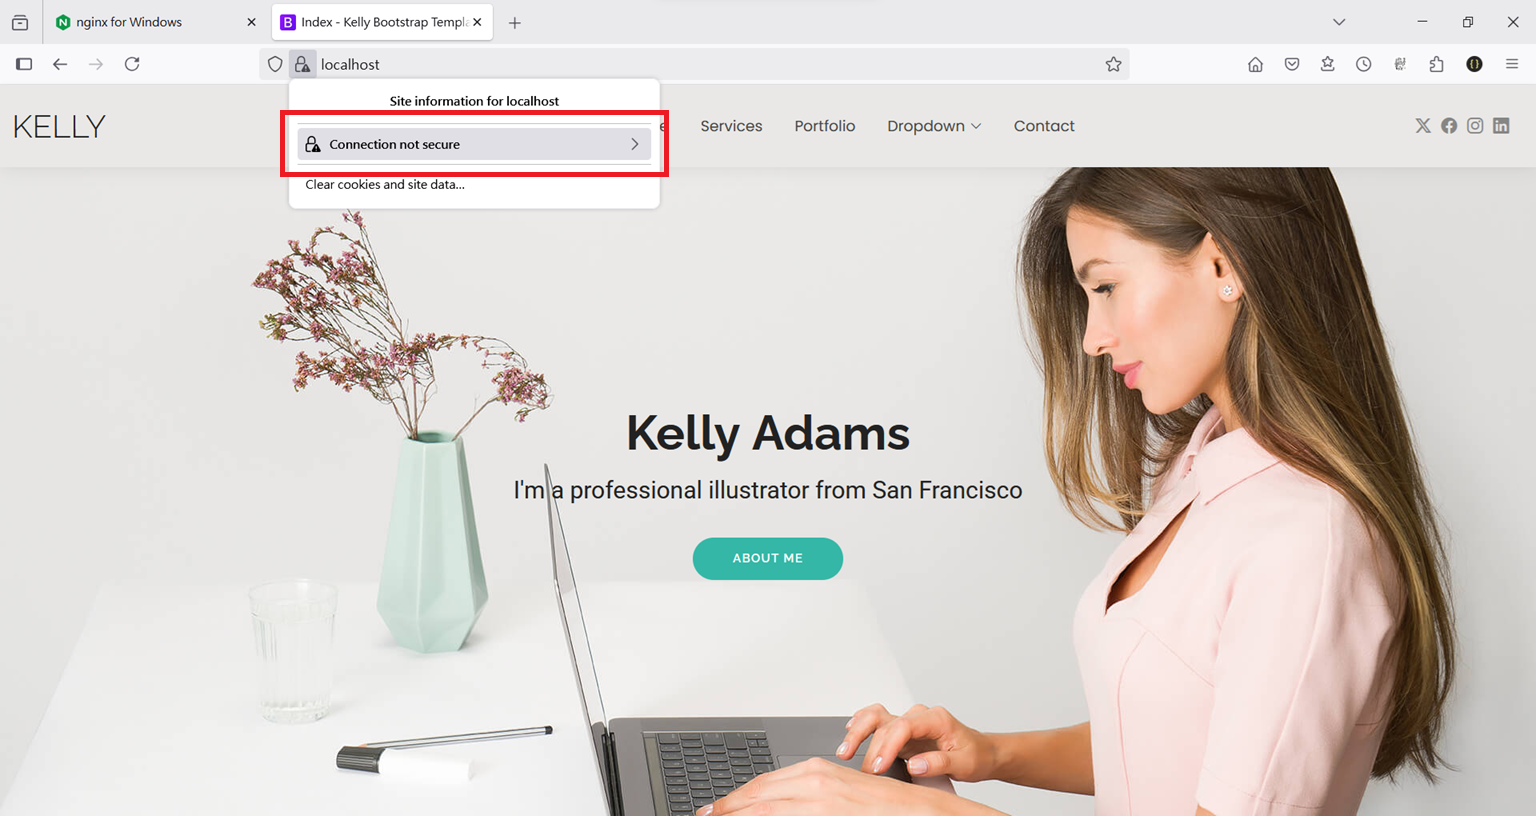 nginx for Windows
Index - Kelly Bootstrap Templa
localhost
Site information for localhost
Connection not secure
Clear cookies and site data...
KELLY
e
Services
Portfolio
Dropdown
Contact
Kelly Adams
I'm a professional illustrator from San Francisco
ABOUT ME